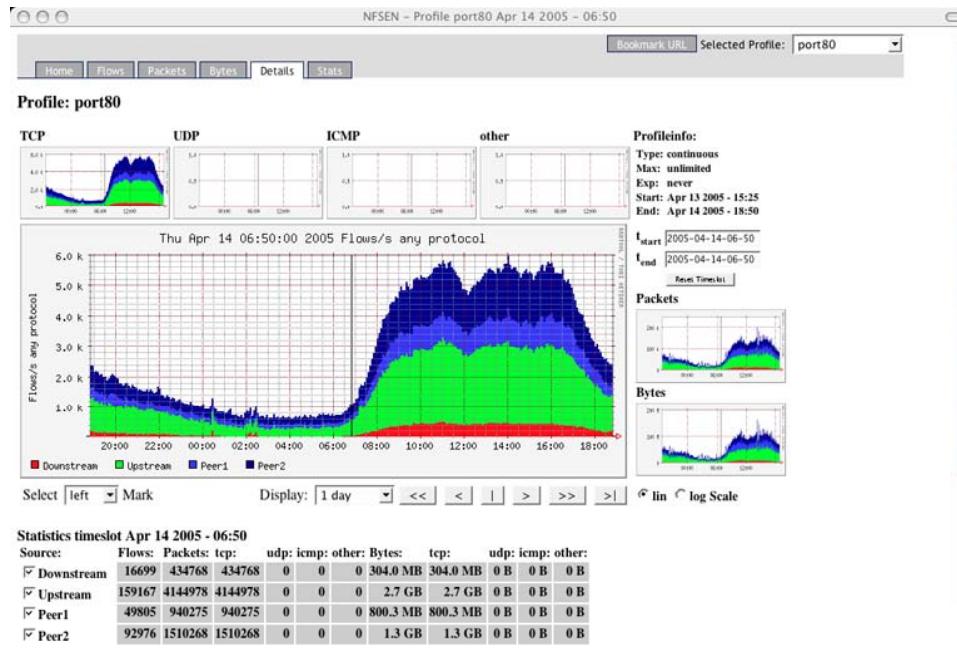 NFSEN - Profile port80 Apr 14 2005 - 06:50
Bookmark URL Selected Profile: port80
Home Flows Packets Bytes Details Stats
Profile: port80
TCP UDP ICMP other
Profileinfo:
Type: continuous
Max: unlimited
Exp: never
Start: Apr 13 2005 - 15:25
End: Apr 14 2005 - 18:50
tstart 2005-04-14-06-50
tend 2005-04-14-06-50
Reset Timeslot
Thu Apr 14 06:50:00 2005 Flows/s any protocol
Flows/s any protocol
6.0 k
5.0 k
4.0 k
3.0 k
2.0 k
1.0 k
20:00 22:00 00:00 02:00 04:00 06:00 08:00 10:00 12:00 14:00 16:00 18:00
Downstream Upstream Peer1 Peer2
Packets
Bytes
Select left Mark Display: 1 day << < | > >> >| lin log Scale
Statistics timeslot Apr 14 2005 - 06:50
Source: Flows: Packets: tcp: udp: icmp: other: Bytes: tcp: udp: icmp: other:
Downstream 16699 434768 434768 0 0 0 304.0 MB 304.0 MB 0 B 0 B 0 B
Upstream 159167 4144978 4144978 0 0 0 2.7 GB 2.7 GB 0 B 0 B 0 B
Peer1 49805 940275 940275 0 0 0 800.3 MB 800.3 MB 0 B 0 B 0 B
Peer2 92976 1510268 1510268 0 0 0 1.3 GB 1.3 GB 0 B 0 B 0 B